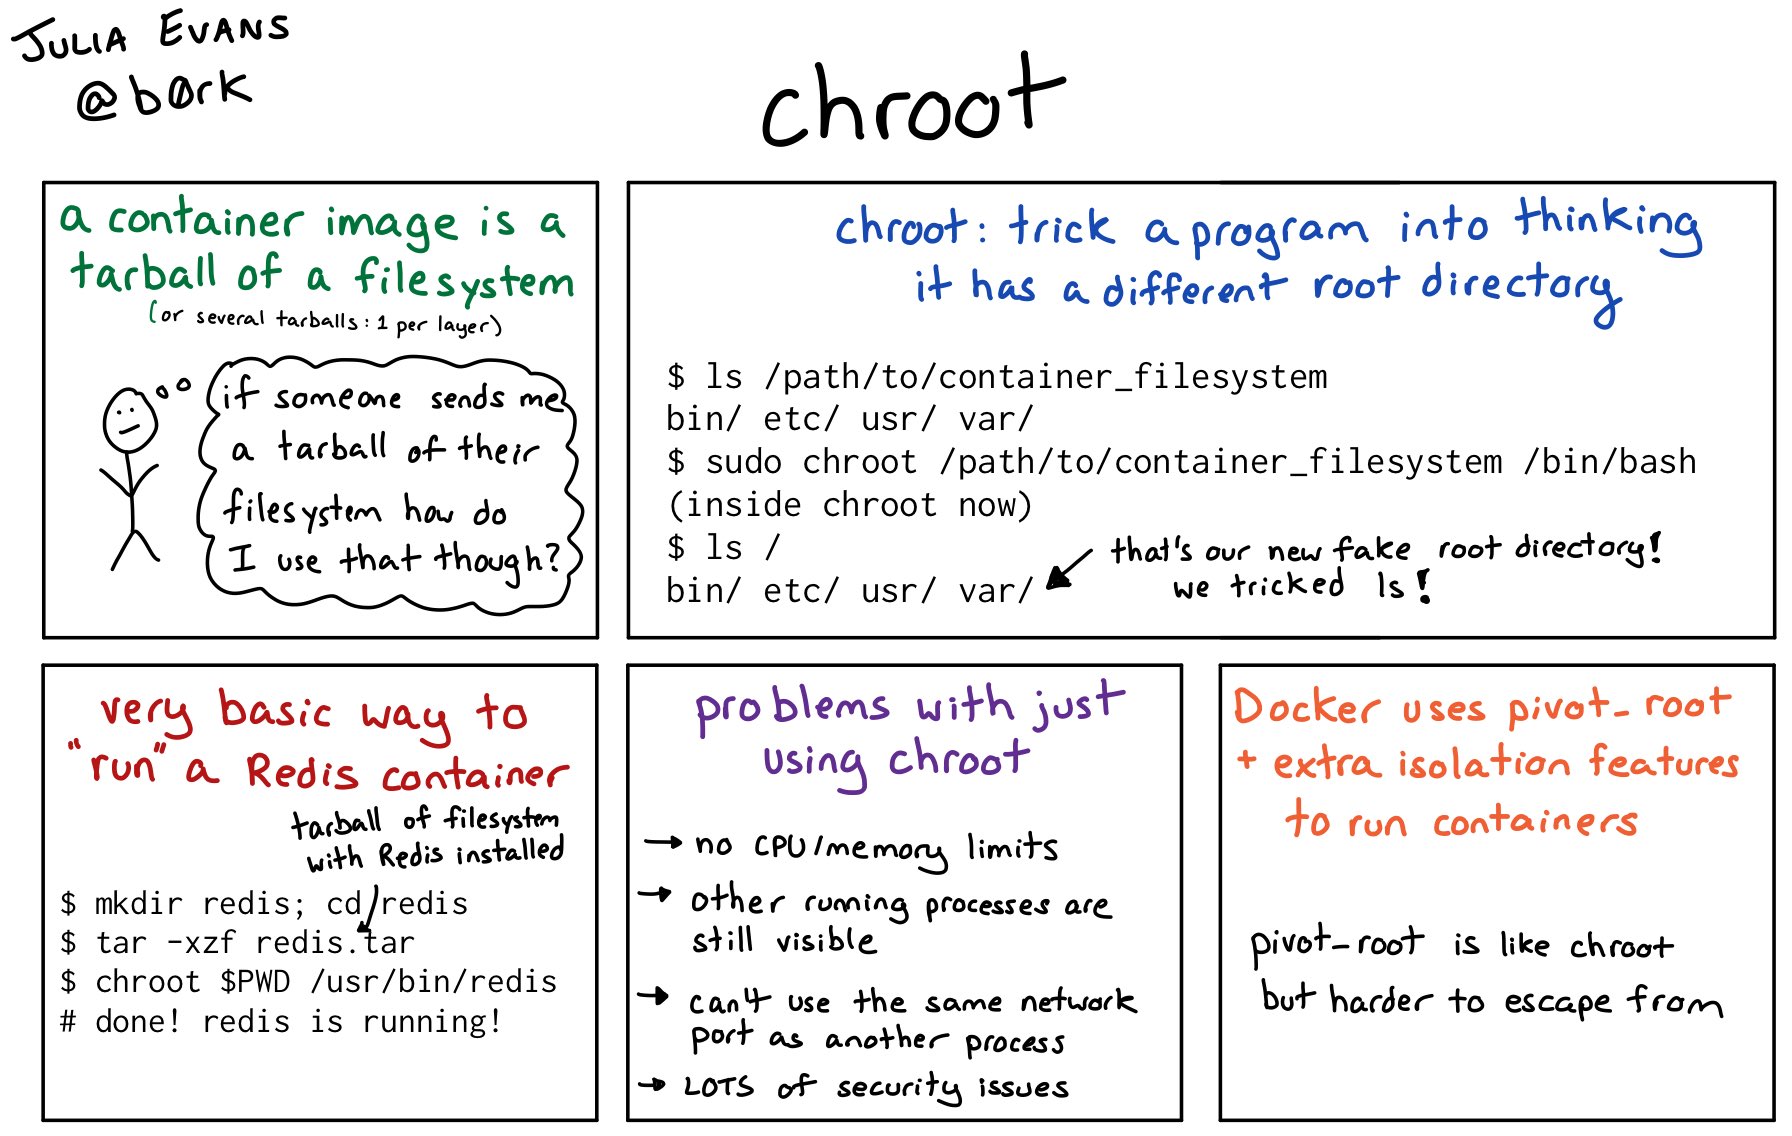 JULIA EVANS
@b0rk
chroot
a container image is a
tarball of a filesystem
(or several tarballs: 1 per layer)
if someone sends me
a tarball of their
filesystem how do
I use that though?
chroot: trick a program into thinking
it has a different root directory
$ ls /path/to/container_filesystem
bin/ etc/ usr/ var/
$ sudo chroot /path/to/container_filesystem /bin/bash
(inside chroot now)
$ ls /
bin/ etc/ usr/ var/
that's our new fake root directory!
we tricked ls!
very basic way to
"run" a Redis container
tarball of filesystem
with Redis installed
$ mkdir redis; cd redis
$ tar -xzf redis.tar
$ chroot $PWD /usr/bin/redis
# done! redis is running!
problems with just
using chroot
→ no CPU/memory limits
→ other running processes are
still visible
→ can't use the same network
port as another process
→ LOTS of security issues
Docker uses pivot_root
+ extra isolation features
to run containers
pivot_root is like chroot
but harder to escape from